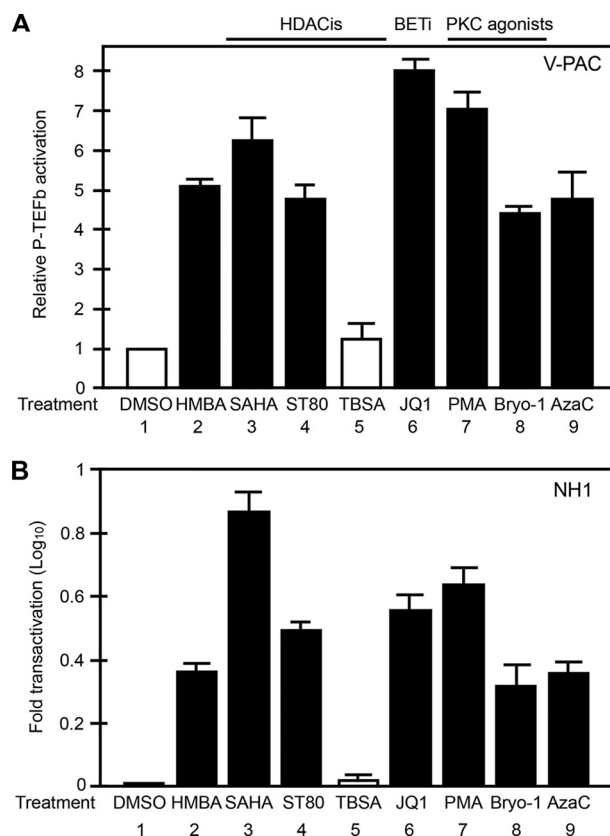 A
HDACis BETi PKC agonists
V-PAC
Relative P-TEFb activation
8
7
6
5
4
3
2
1
0
Treatment DMSO HMBA SAHA ST80 TBSA JQ1 PMA Bryo-1 AzaC
1 2 3 4 5 6 7 8 9
B
NH1
Fold transactivation (Log₁₀)
1
0.8
0.6
0.4
0.2
0
Treatment DMSO HMBA SAHA ST80 TBSA JQ1 PMA Bryo-1 AzaC
1 2 3 4 5 6 7 8 9